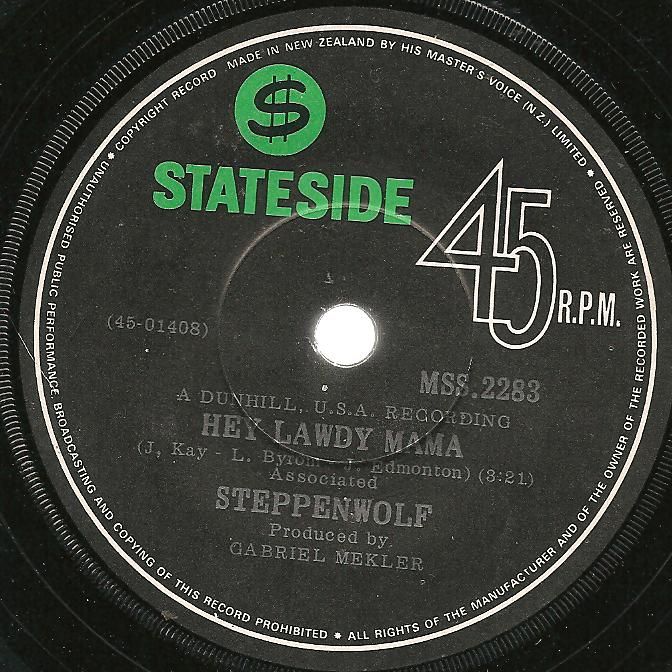 UNAUTHORISED PUBLIC PERFORMANCE, BROADCASTING AND COPYING OF THIS RECORD PROHIBITED * ALL RIGHTS OF THE MANUFACTURER AND OF THE OWNER OF THE RECORDED WORK ARE RESERVED * COPYRIGHT RECORD MADE IN NEW ZEALAND BY HIS MASTER'S VOICE (N.Z.) LIMITED *
$
STATESIDE
45 R.P.M.
(45-01408)
MSS.2283
A DUNHILL, U.S.A. RECORDING
HEY LAWDY MAMA
(J, Kay - L. Byrom - J. Edmonton) (3:21)
Associated
STEPPENWOLF
Produced by
GABRIEL MEKLER